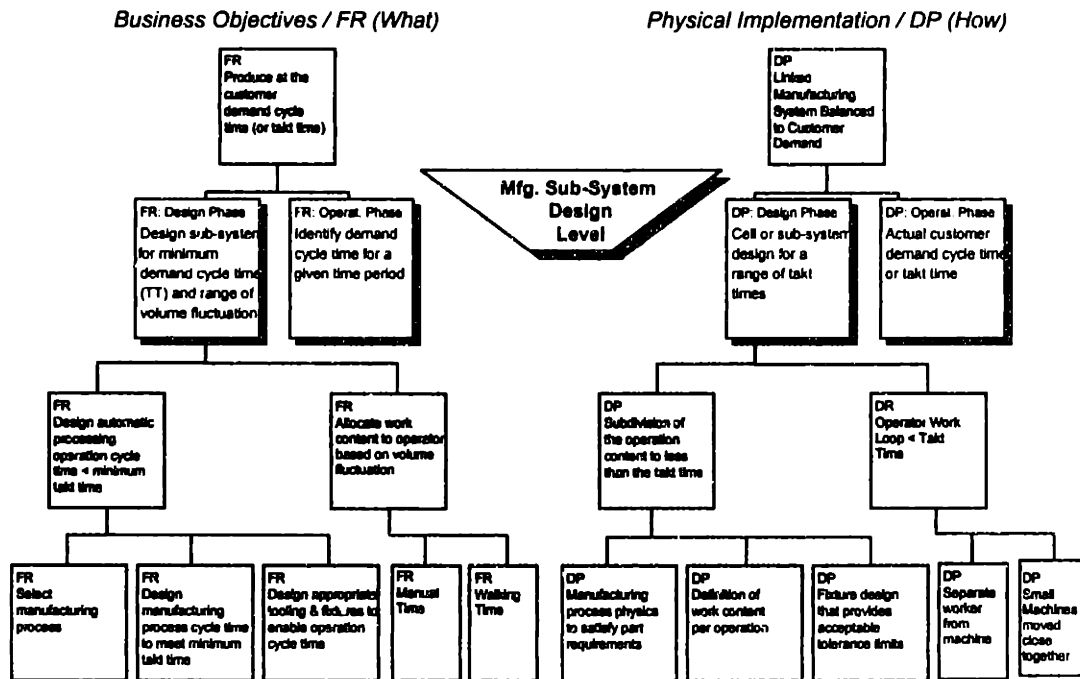 Business Objectives / FR (What)
Physical Implementation / DP (How)
FR
Produce at the
customer
demand cycle
time (or takt time)
DP
Linked
Manufacturing
System Balanced
to Customer
Demand
Mfg. Sub-System
Design
Level
FR: Design Phase
Design sub-system
for minimum
demand cycle time
(TT) and range of
volume fluctuation
FR: Operat. Phase
Identify demand
cycle time for a
given time period
DP: Design Phase
Cell or sub-system
design for a
range of takt
times
DP: Operat. Phase
Actual customer
demand cycle time
or takt time
FR
Design automatic
processing
operation cycle
time < minimum
takt time
FR
Allocate work
content to operator
based on volume
fluctuation
DP
Subdivision of
the operation
content to less
than the takt time
DR
Operator Work
Loop < Takt
Time
FR
Select
manufacturing
process
FR
Design
manufacturing
process cycle time
to meet minimum
takt time
FR
Design appropriate
tooling & fixtures to
enable operation
cycle time
FR
Manual
Time
FR
Walking
Time
DP
Manufacturing
process physics
to satisfy part
requirements
DP
Definition of
work content
per operation
DP
Fixture design
that provides
acceptable
tolerance limits
DP
Separate
worker
from
machine
DP
Small
Machines
moved
close
together